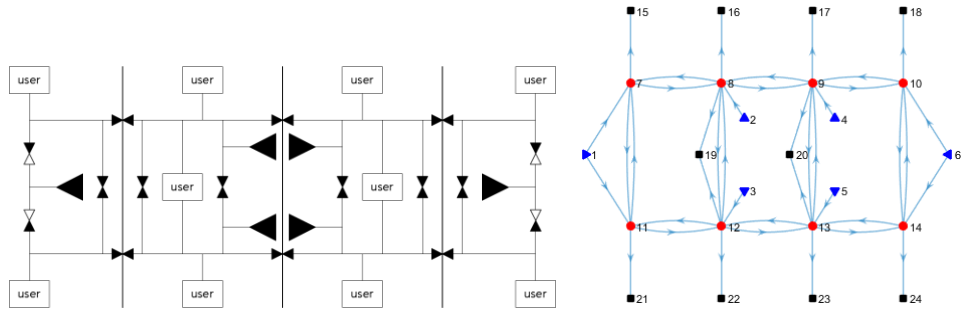 user user user user
user user
user user user user
15 16 17 18
7 8 9 10
2 4
1 19 20 6
3 5
11 12 13 14
21 22 23 24